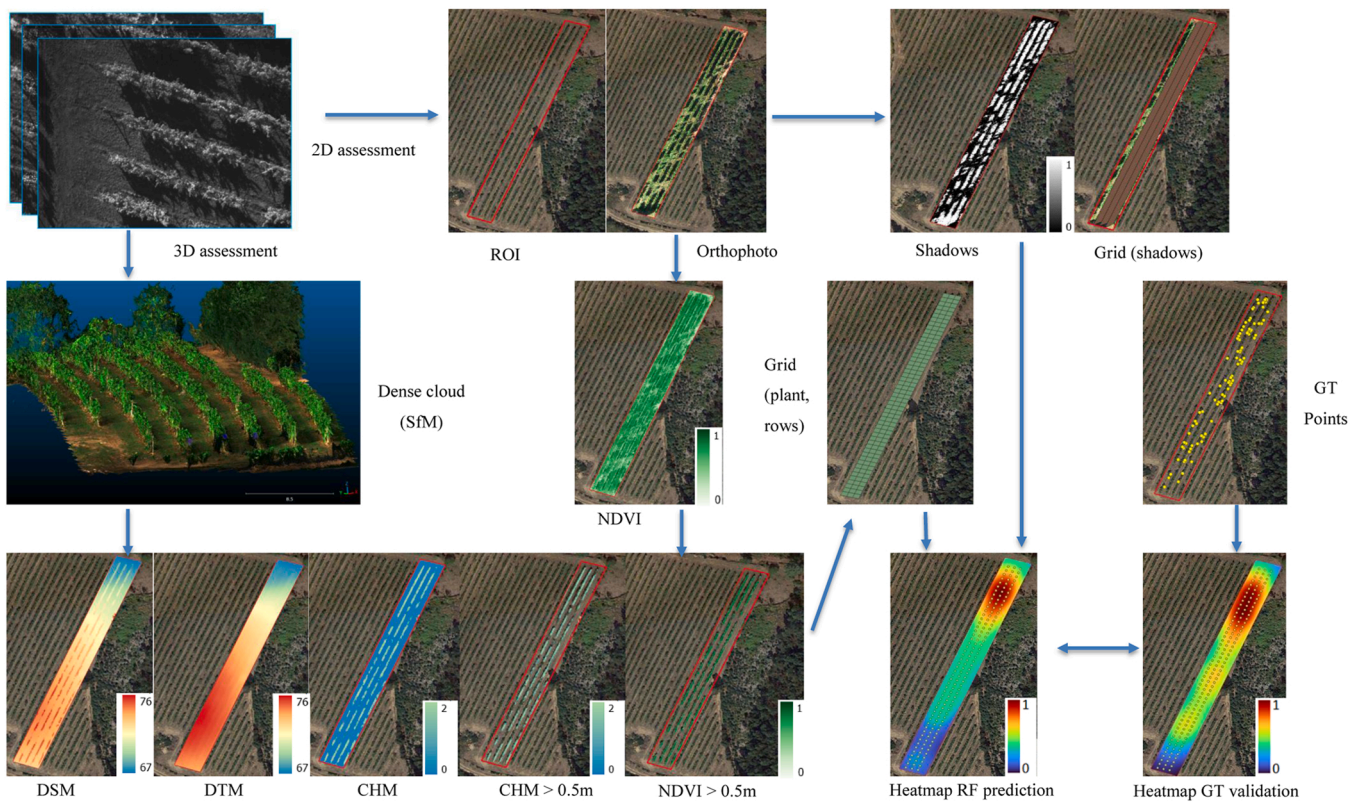 2D assessment
3D assessment
ROI
Orthophoto
1
0
Shadows
Grid (shadows)
Dense cloud
(SfM)
8.5
1
0
NDVI
Grid
(plant,
rows)
GT
Points
76
67
DSM
76
67
DTM
2
0
CHM
2
0
CHM > 0.5m
1
0
NDVI > 0.5m
1
0
Heatmap RF prediction
1
0
Heatmap GT validation